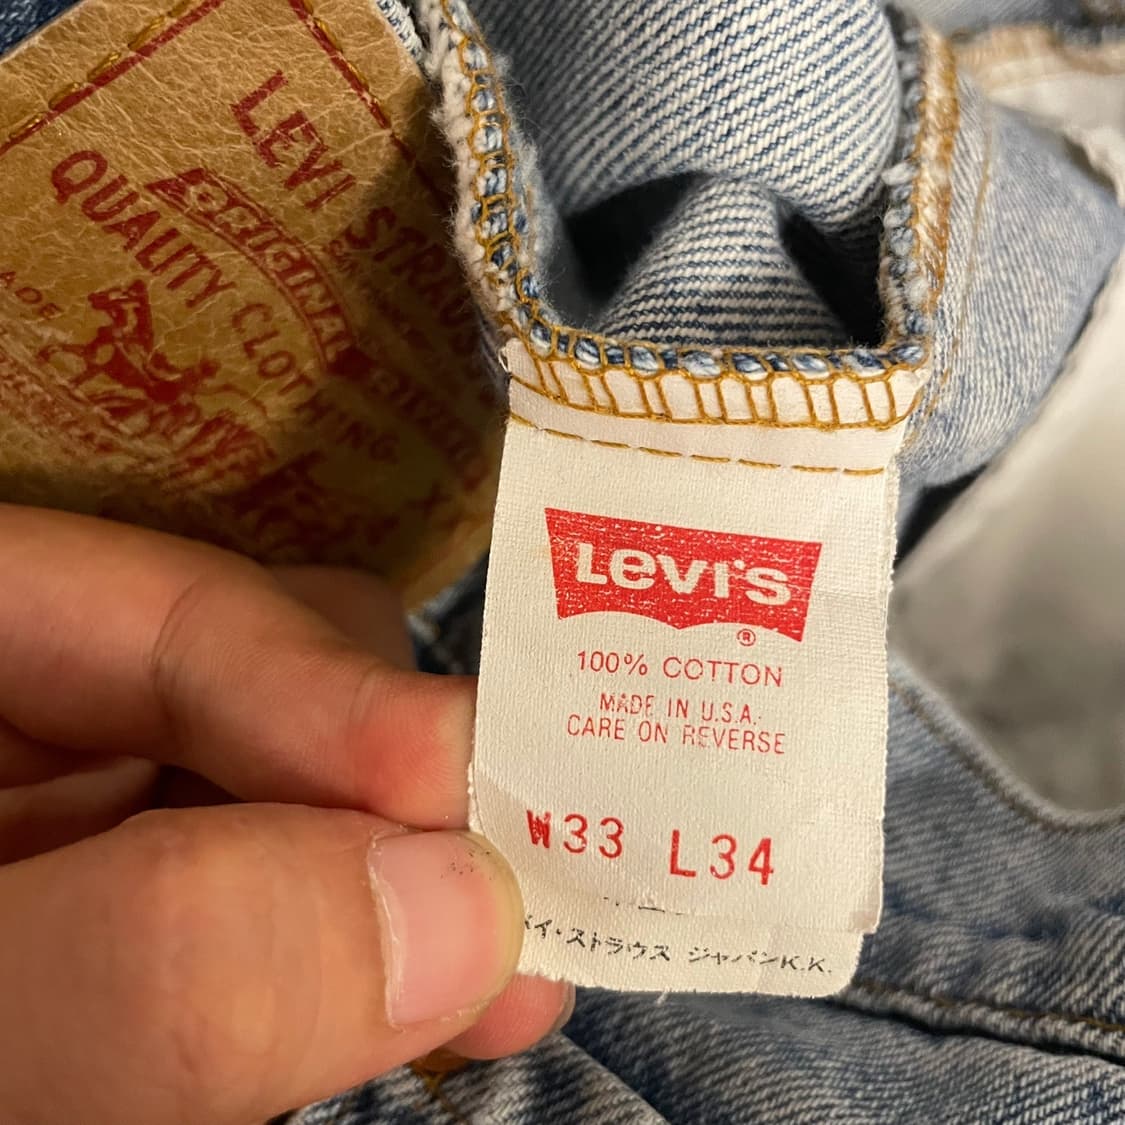 LEVI STRAUSS
ORIGINAL
QUALITY CLOTHING
LEVI'S
®
100% COTTON
MADE IN U.S.A.
CARE ON REVERSE
W33 L34
イ・ストラウス ジャパンK.K.